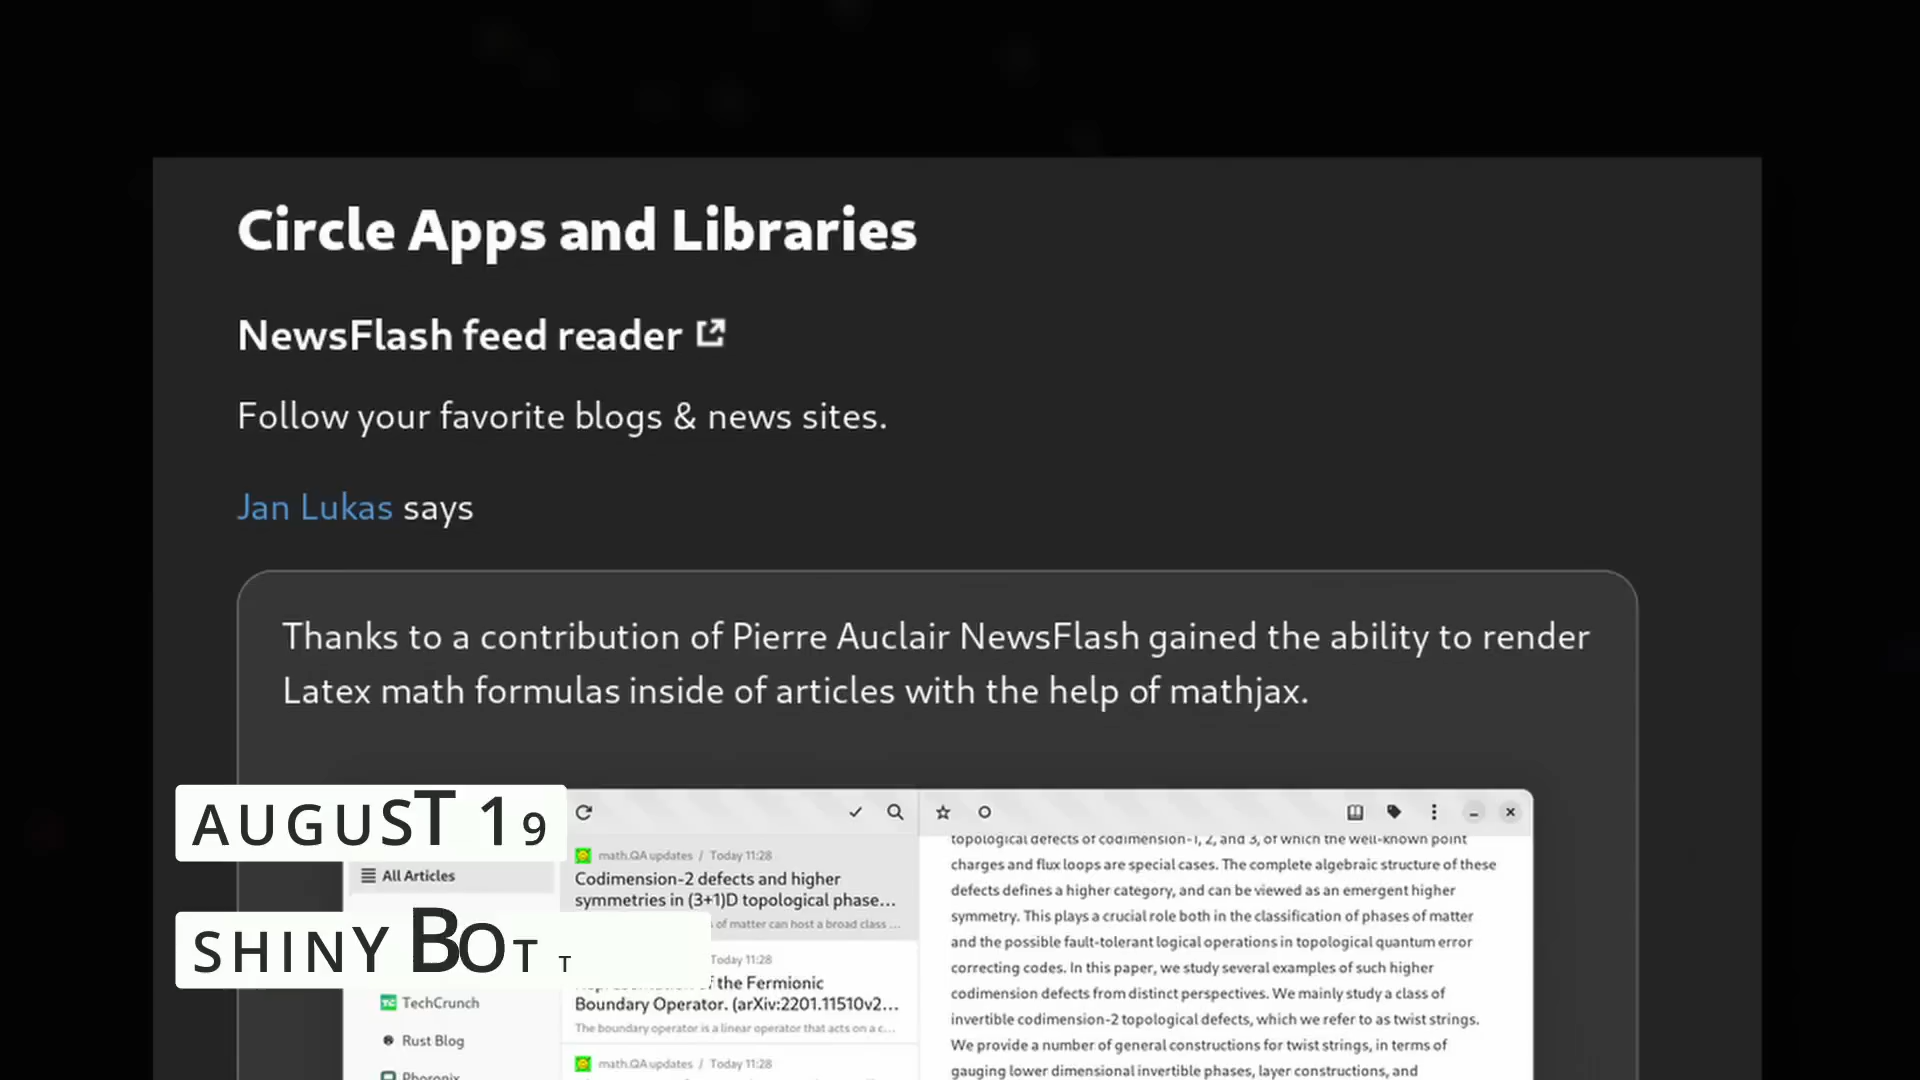 Circle Apps and Libraries
NewsFlash feed reader
Follow your favorite blogs & news sites.
Jan Lukas says
Thanks to a contribution of Pierre Auclair NewsFlash gained the ability to render
Latex math formulas inside of articles with the help of mathjax.
AUGUST 19
SHINY BOTT
All Articles
TechCrunch
Rust Blog
Phoronix
math.QA updates / Today 11:28
Codimension-2 defects and higher
symmetries in (3+1)D topological phase...
of matter can host a broad class ...
Today 11:28
of the Fermionic
Boundary Operator. (arXiv:2201.11510v2...
The boundary operator is a linear operator that acts on a c...
math.QA updates / Today 11:28
topological defects of codimension-1, 2, and 3, of which the well-known point
charges and flux loops are special cases. The complete algebraic structure of these
defects defines a higher category, and can be viewed as an emergent higher
symmetry. This plays a crucial role both in the classification of phases of matter
and the possible fault-tolerant logical operations in topological quantum error
correcting codes. In this paper, we study several examples of such higher
codimension defects from distinct perspectives. We mainly study a class of
invertible codimension-2 topological defects, which we refer to as twist strings.
We provide a number of general constructions for twist strings, in terms of
gauging lower dimensional invertible phases, layer constructions, and